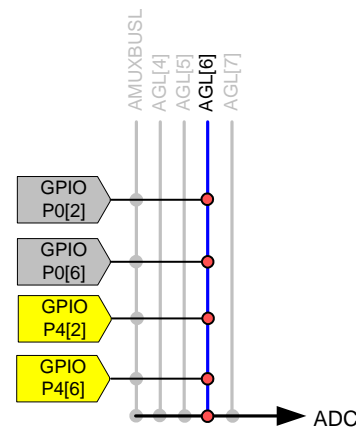 AMUXBUSL
AGL[4]
AGL[5]
AGL[6]
AGL[7]
GPIO
P0[2]
GPIO
P0[6]
GPIO
P4[2]
GPIO
P4[6]
ADC